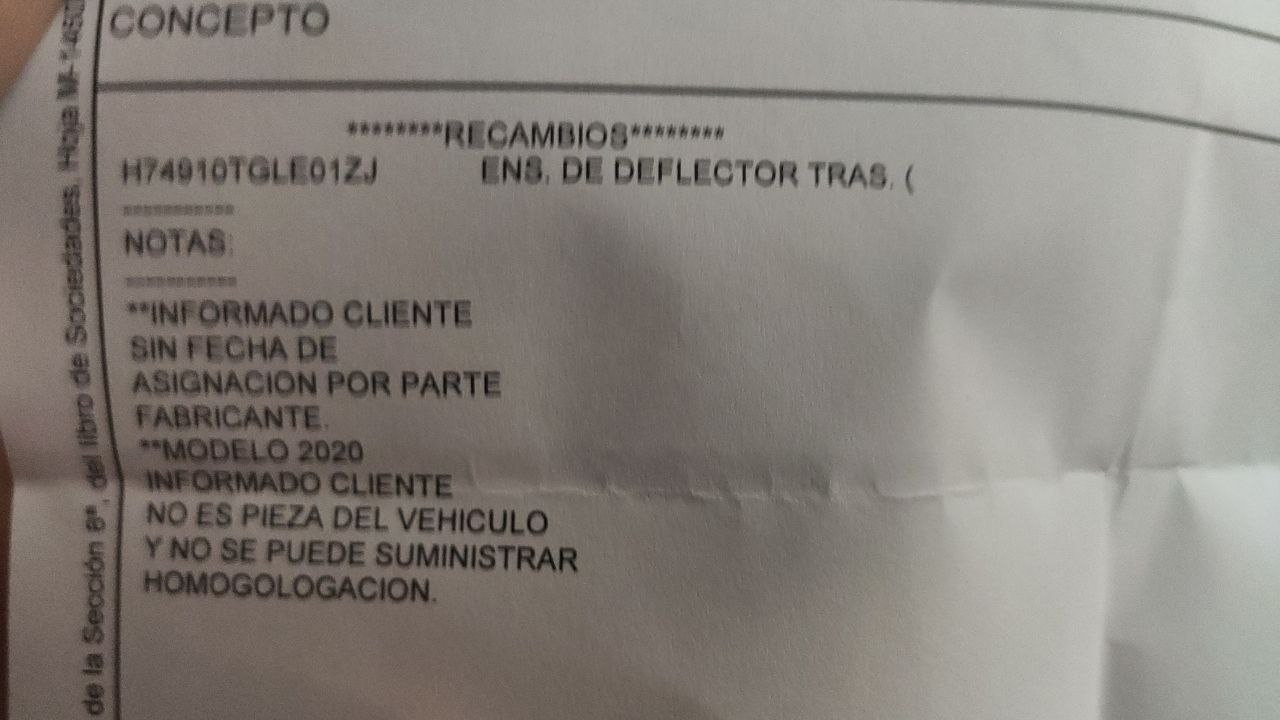 CONCEPTO
********RECAMBIOS********
H74910TGLE01ZJ ENS. DE DEFLECTOR TRAS. (
===========
NOTAS:
===========
**INFORMADO CLIENTE
SIN FECHA DE
ASIGNACION POR PARTE
FABRICANTE.
**MODELO 2020
INFORMADO CLIENTE
NO ES PIEZA DEL VEHICULO
Y NO SE PUEDE SUMINISTRAR
HOMOGOLOGACION.
de la Sección 8ª, del libro de Sociedades. Hoja